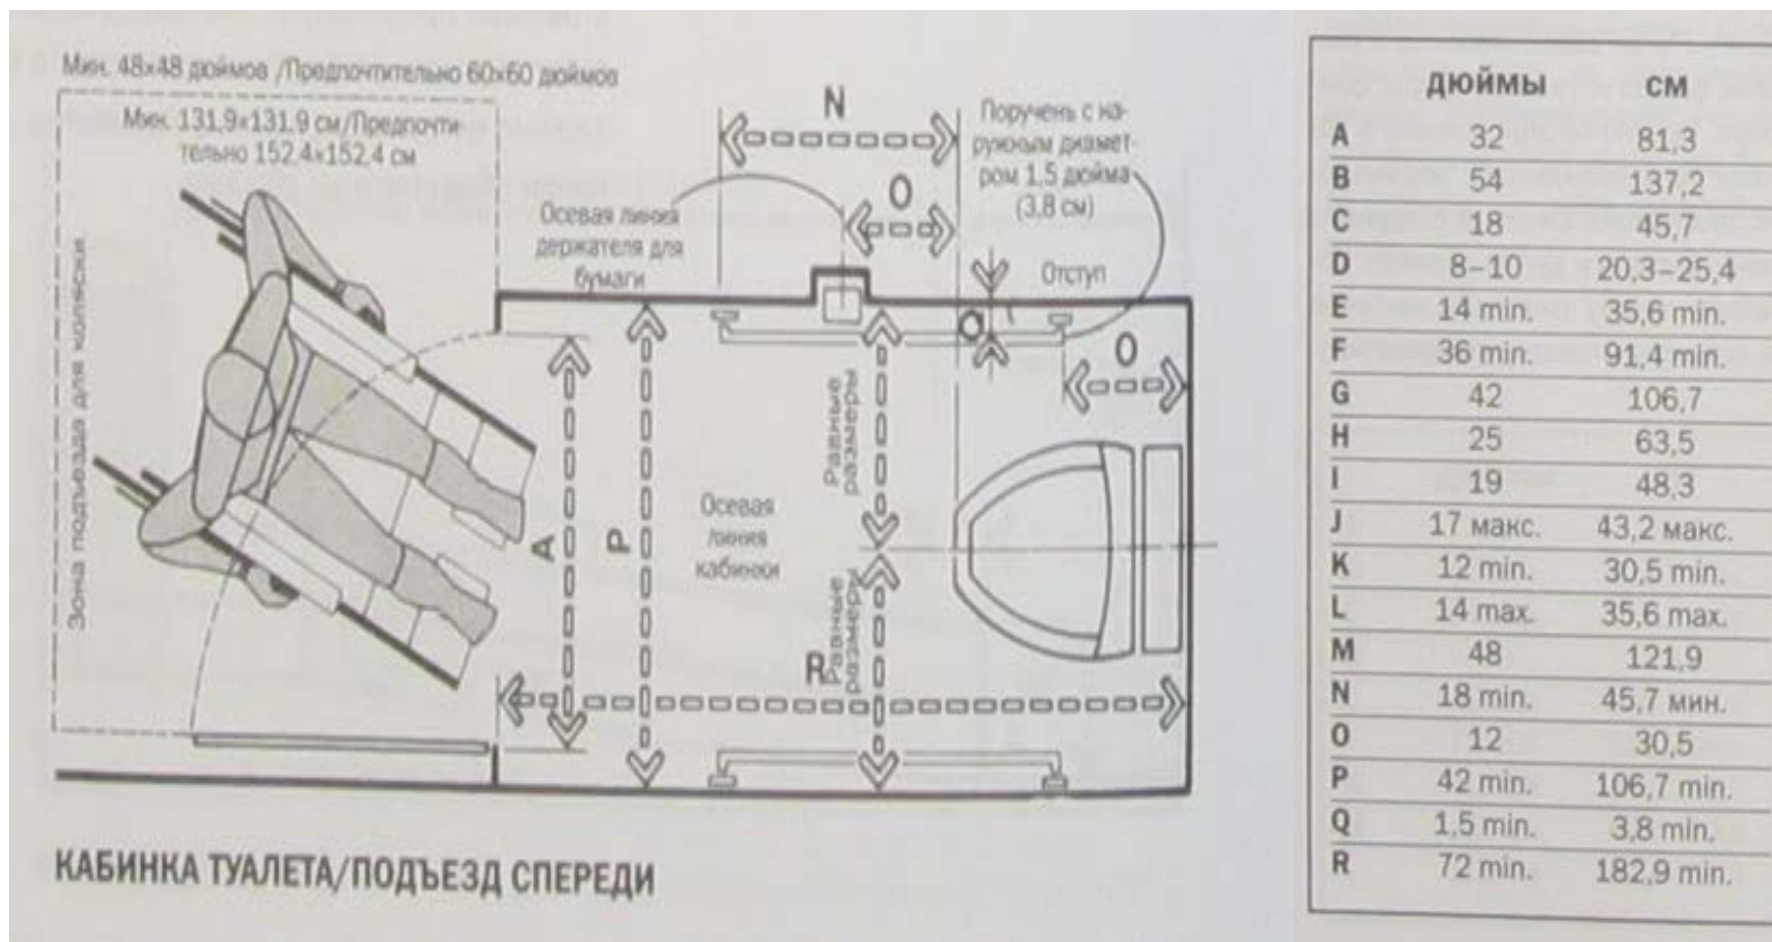 Мин. 48x48 дюймов /Предпочтительно 60x60 дюймов
Мин. 131,9x131,9 см/Предпочти-
тельно 152,4x152,4 см
Зона подъезда для коляски
N
Поручень с на-
ружным диамет-
ром 1,5 дюйма
(3,8 см)
O
Осевая линия
держателя для
бумаги
Отступ
Q
O
Равные
размеры
Осевая
линия
кабинки
A
P
Равные
размеры
R
КАБИНКА ТУАЛЕТА/ПОДЪЕЗД СПЕРЕДИ
ДЮЙМЫ СМ
A 32 81,3
B 54 137,2
C 18 45,7
D 8–10 20,3–25,4
E 14 min. 35,6 min.
F 36 min. 91,4 min.
G 42 106,7
H 25 63,5
I 19 48,3
J 17 макс. 43,2 макс.
K 12 min. 30,5 min.
L 14 max. 35,6 max.
M 48 121,9
N 18 min. 45,7 мин.
O 12 30,5
P 42 min. 106,7 min.
Q 1,5 min. 3,8 min.
R 72 min. 182,9 min.